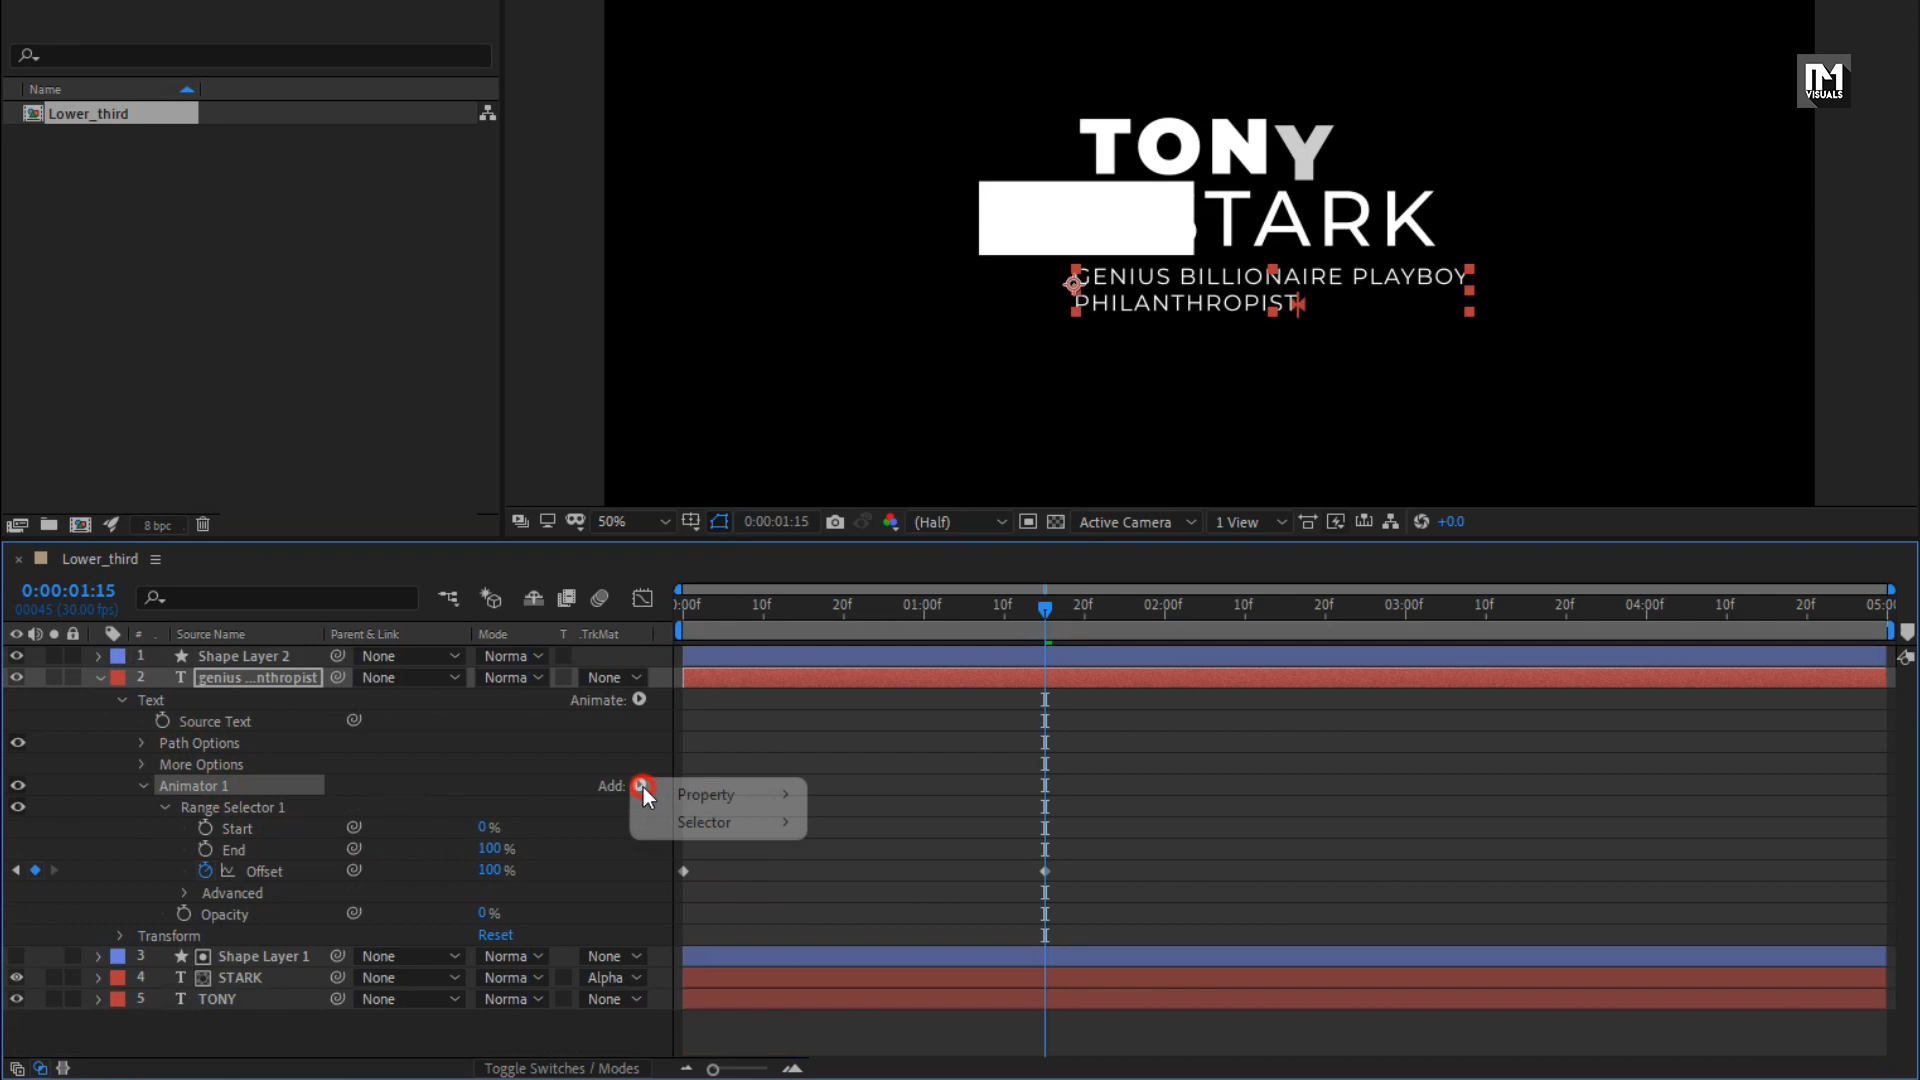 Name
Lower_third
8 bpc
TM
VISUALS
TONY
STARK
GENIUS BILLIONAIRE PLAYBOY
PHILANTHROPIST
50%
0:00:01:15
(Half)
Active Camera
1 View
+0.0
Lower_third
0:00:01:15
00045 (30.00 fps)
:00f 10f 20f 01:00f 10f 20f 02:00f 10f 20f 03:00f 10f 20f 04:00f 10f 20f 05:00
# . Source Name Parent & Link Mode T .TrkMat
1 Shape Layer 2 None Norma
2 T genius ...nthropist None Norma None
Text Animate:
Source Text
Path Options
More Options
Animator 1 Add:
Property
Selector
Range Selector 1
Start 0 %
End 100 %
Offset 100 %
Advanced
Opacity 0 %
Transform Reset
3 Shape Layer 1 None Norma None
4 T STARK None Norma Alpha
5 T TONY None Norma None
Toggle Switches / Modes